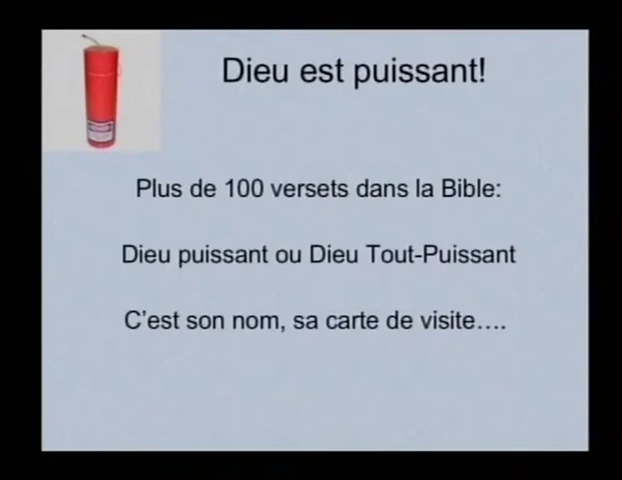 Dieu est puissant!
Plus de 100 versets dans la Bible:
Dieu puissant ou Dieu Tout-Puissant
C'est son nom, sa carte de visite….